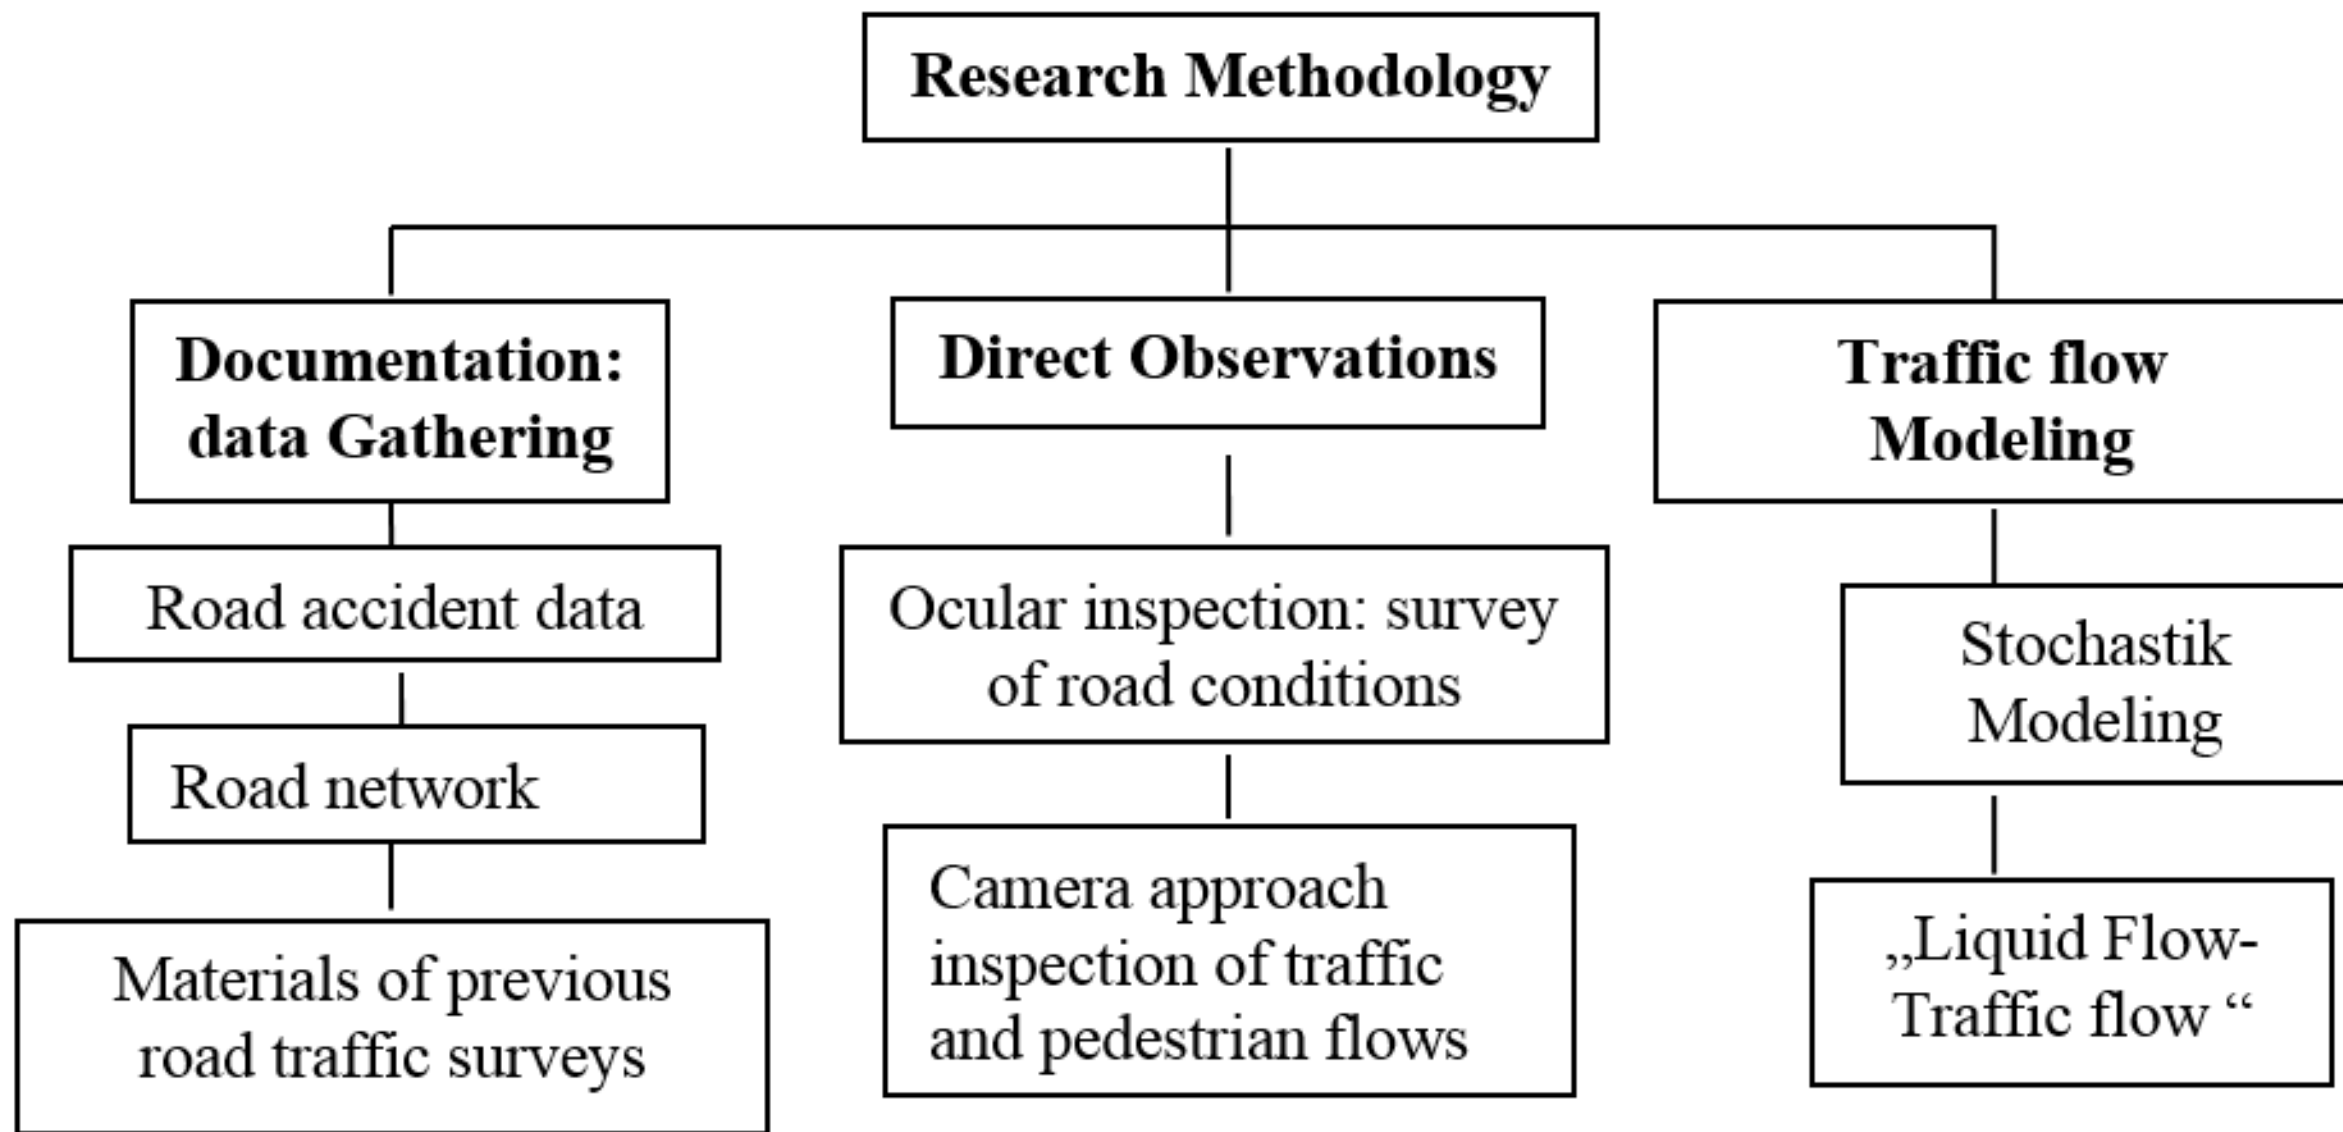 Research Methodology
Documentation:
data Gathering
Road accident data
Road network
Materials of previous
road traffic surveys
Direct Observations
Ocular inspection: survey
of road conditions
Camera approach
inspection of traffic
and pedestrian flows
Traffic flow
Modeling
Stochastik
Modeling
„Liquid Flow-
Traffic flow “